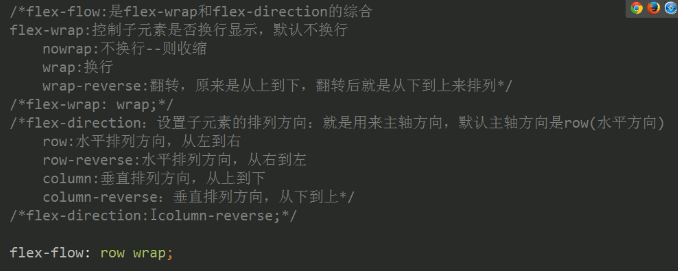 /*flex-flow:是flex-wrap和flex-direction的综合
flex-wrap:控制子元素是否换行显示，默认不换行
nowrap:不换行--则收缩
wrap:换行
wrap-reverse:翻转，原来是从上到下，翻转后就是从下到上来排列*/
/*flex-wrap: wrap;*/
/*flex-direction：设置子元素的排列方向：就是用来主轴方向，默认主轴方向是row(水平方向)
row:水平排列方向，从左到右
row-reverse:水平排列方向，从右到左
column:垂直排列方向，从上到下
column-reverse：垂直排列方向，从下到上*/
/*flex-direction:column-reverse;*/
flex-flow: row wrap;